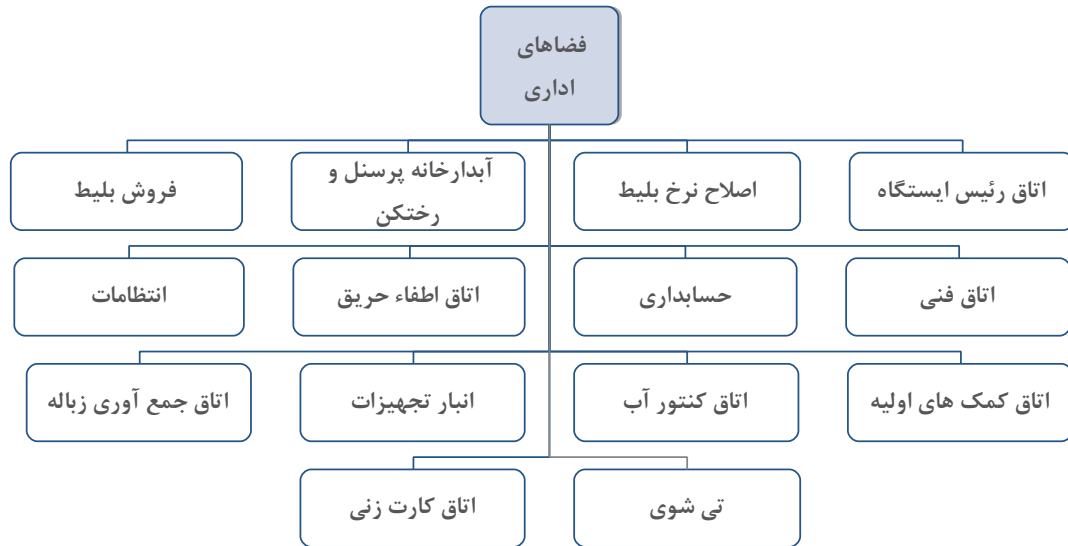 فضاهای
اداری
اتاق رئیس ایستگاه
اصلاح نرخ بلیط
آبدارخانه پرسنل و
رختکن
فروش بلیط
اتاق فنی
حسابداری
اتاق اطفاء حریق
انتظامات
اتاق کمک های اولیه
اتاق کنتور آب
انبار تجهیزات
اتاق جمع آوری زباله
تی شوی
اتاق کارت زنی